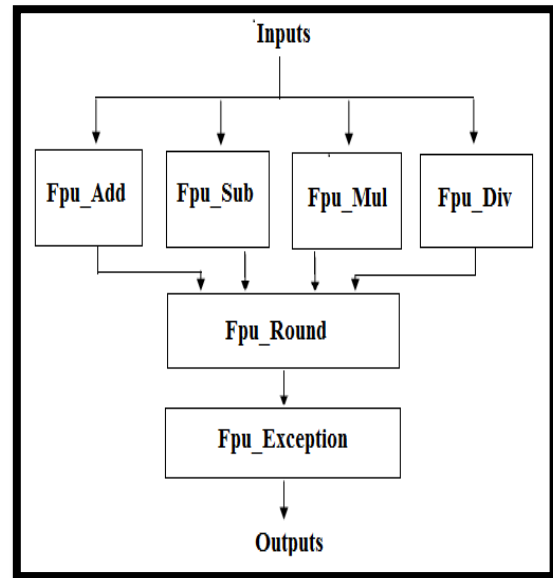 Inputs
Fpu_Add
Fpu_Sub
Fpu_Mul
Fpu_Div
Fpu_Round
Fpu_Exception
Outputs